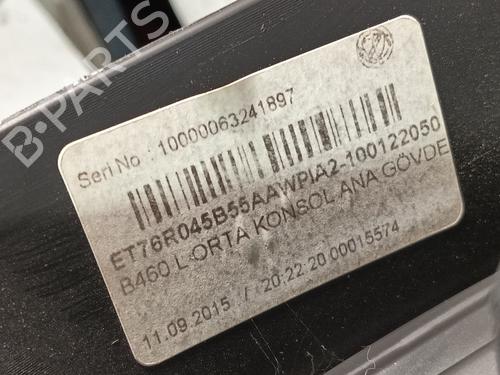 B-PARTS
Seri No : 10000063241897
ET76R045B55AAWPIA2-100122050
B460 L ORTA KONSOL ANA GÖVDE
11.09.2015 / 20:22:20 00015574